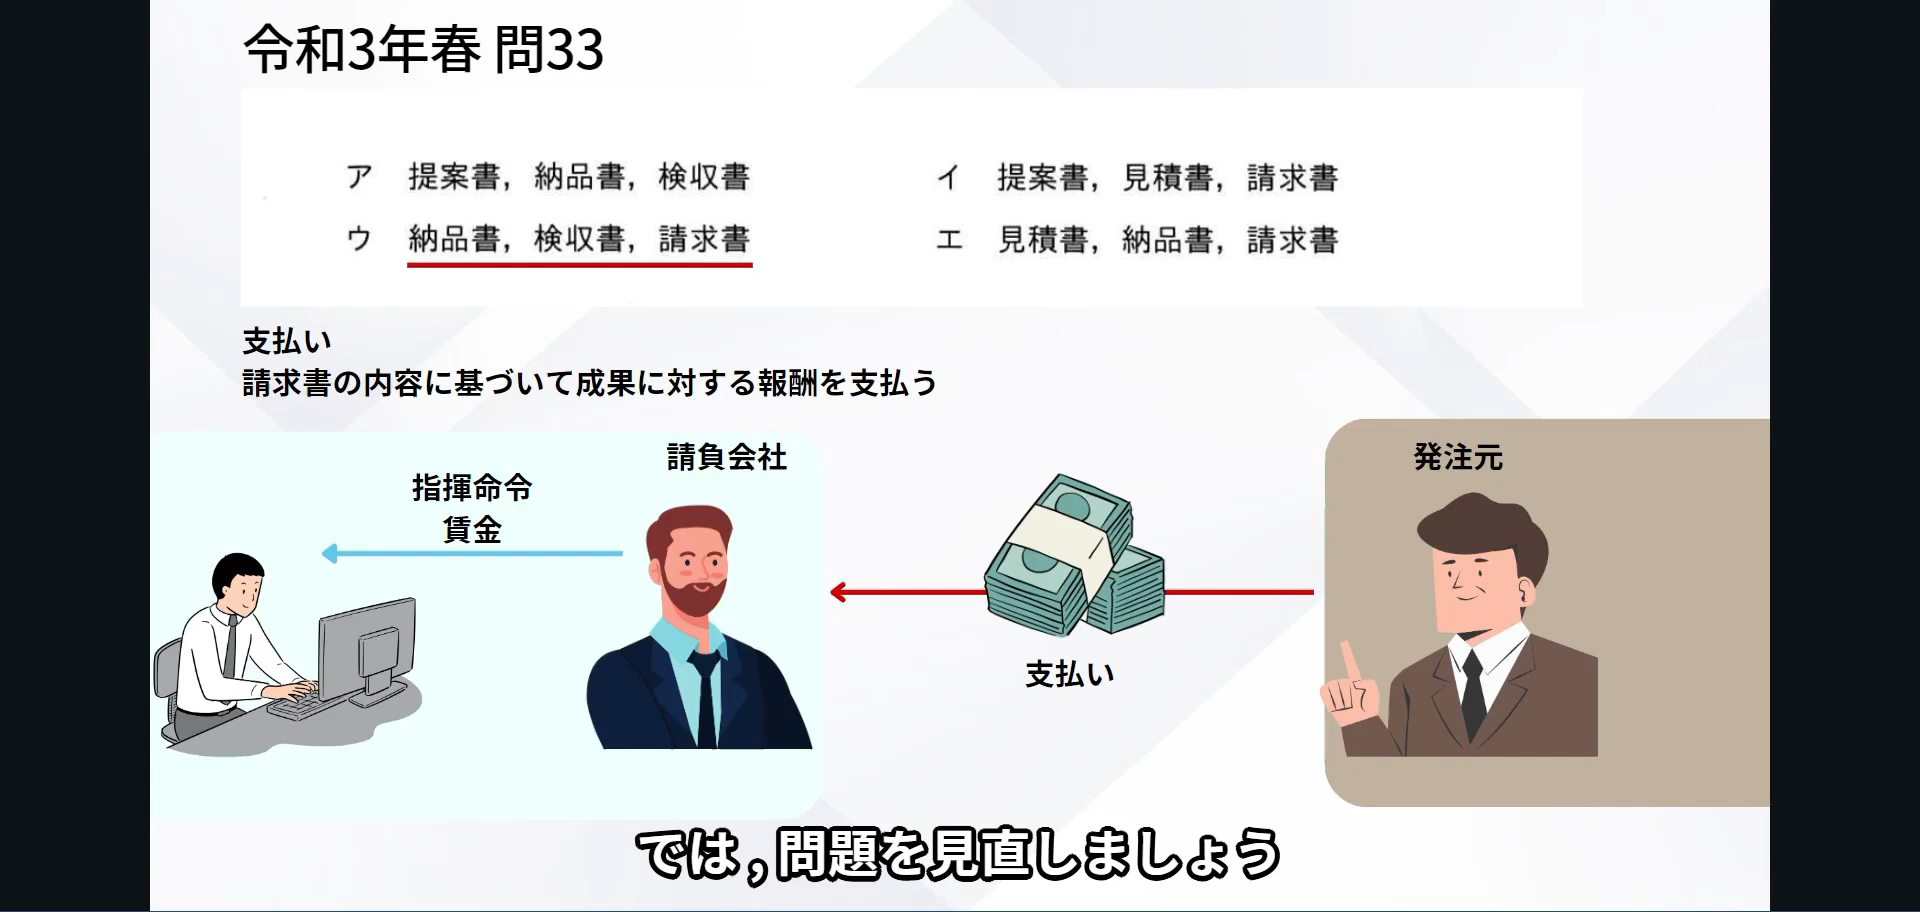 令和3年春 問33
ア 提案書，納品書，検収書 イ 提案書，見積書，請求書
ウ 納品書，検収書，請求書 エ 見積書，納品書，請求書
支払い
請求書の内容に基づいて成果に対する報酬を支払う
請負会社
発注元
指揮命令
賃金
支払い
では,問題を見直しましょう